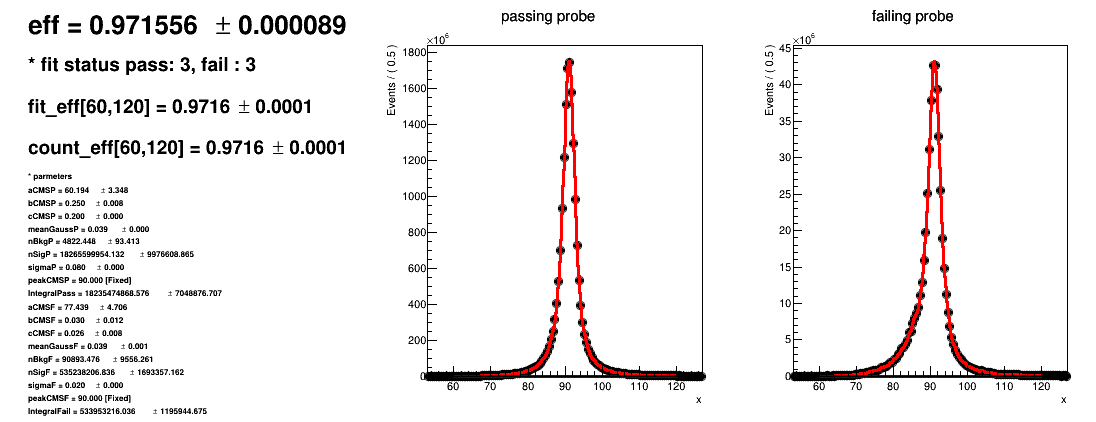 eff = 0.971556 ± 0.000089
* fit status pass: 3, fail : 3
fit_eff[60,120] = 0.9716 ± 0.0001
count_eff[60,120] = 0.9716 ± 0.0001
* parmeters
aCMSP = 60.194 ± 3.348
bCMSP = 0.250 ± 0.008
cCMSP = 0.200 ± 0.000
meanGaussP = 0.039 ± 0.000
nBkgP = 4822.448 ± 93.413
nSigP = 18265599954.132 ± 9976608.865
sigmaP = 0.080 ± 0.000
peakCMSP = 90.000 [Fixed]
IntegralPass = 18235474868.576 ± 7048876.707
aCMSF = 77.439 ± 4.706
bCMSF = 0.030 ± 0.012
cCMSF = 0.026 ± 0.008
meanGaussF = 0.039 ± 0.001
nBkgF = 90893.476 ± 9556.261
nSigF = 535238206.836 ± 1693357.162
sigmaF = 0.020 ± 0.000
peakCMSF = 90.000 [Fixed]
IntegralFail = 533953216.036 ± 1195944.675
passing probe
×10⁶
Events / ( 0.5 )
1800
1600
1400
1200
1000
800
600
400
200
0
60 70 80 90 100 110 120
x
failing probe
×10⁶
Events / ( 0.5 )
45
40
35
30
25
20
15
10
5
0
60 70 80 90 100 110 120
x